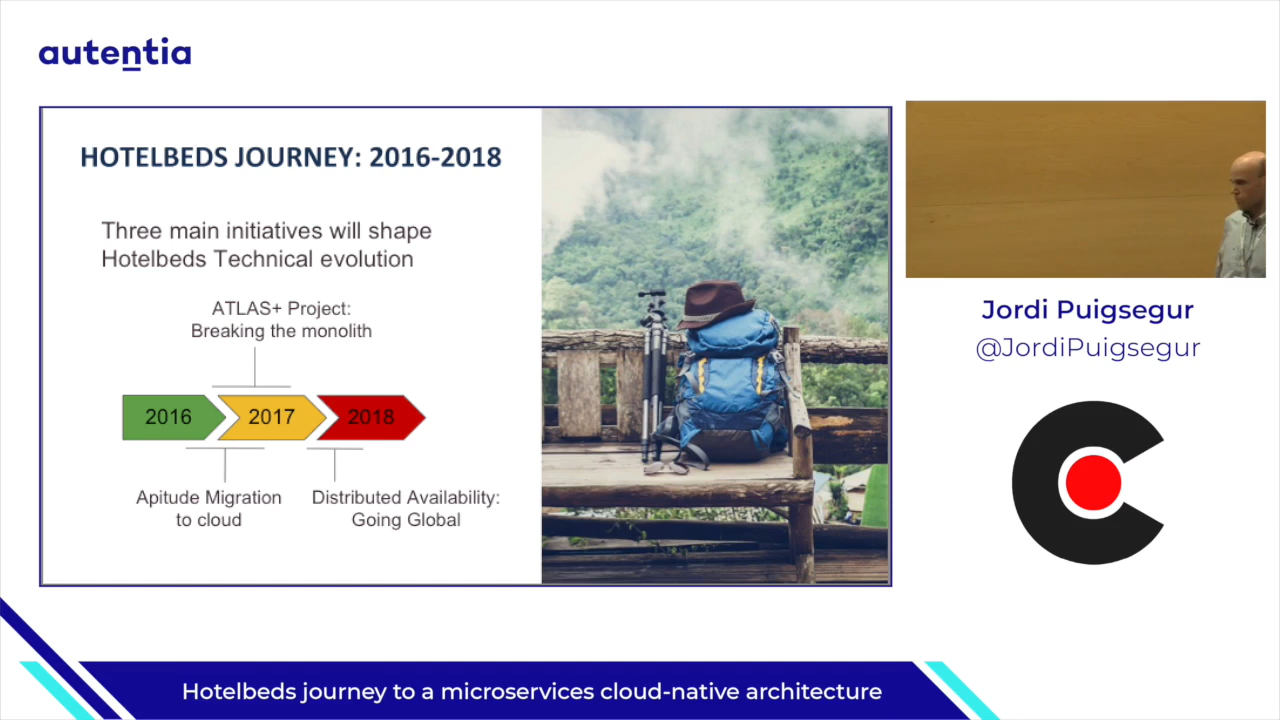 autentia
HOTELBEDS JOURNEY: 2016-2018
Three main initiatives will shape
Hotelbeds Technical evolution
ATLAS+ Project:
Breaking the monolith
2016
2017
2018
Apitude Migration
to cloud
Distributed Availability:
Going Global
Jordi Puigsegur
@JordiPuigsegur
Hotelbeds journey to a microservices cloud-native architecture